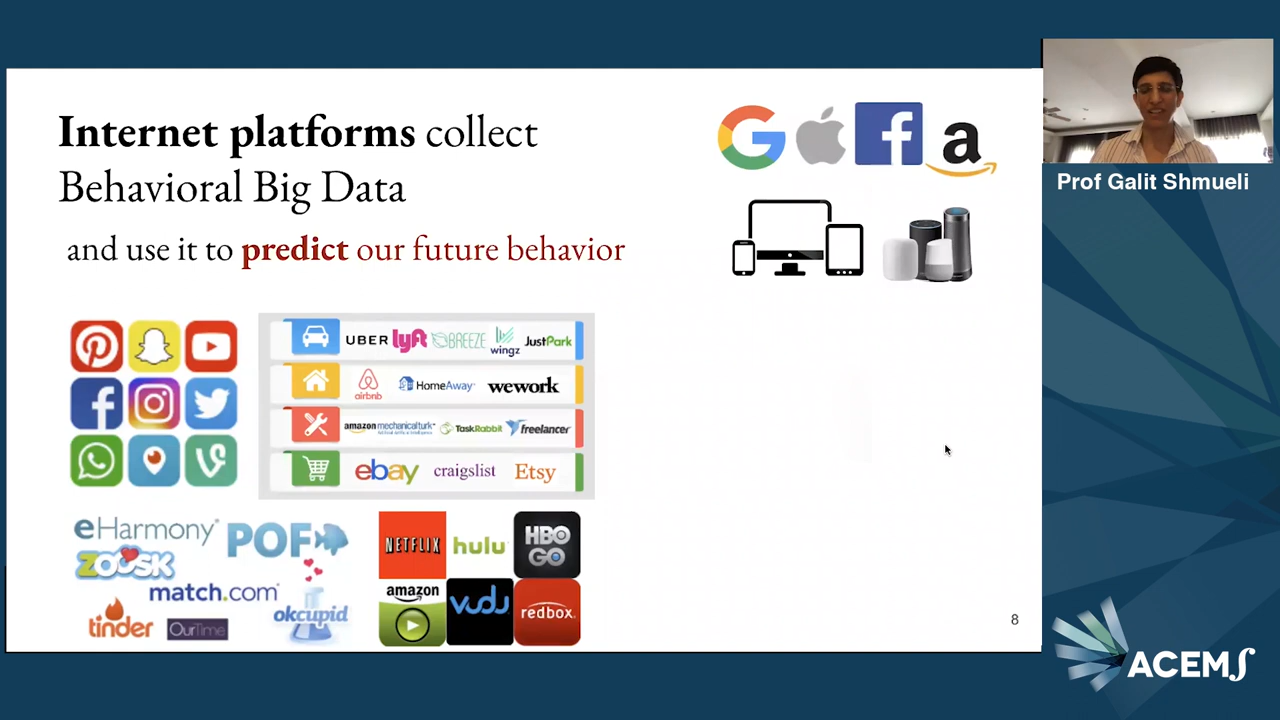 Internet platforms collect
Behavioral Big Data
and use it to predict our future behavior
a
Prof Galit Shmueli
UBER lyft BREEZE wingz JustPark
airbnb HomeAway wework
amazon mechanicalturk TaskRabbit freelancer
ebay craigslist Etsy
eHarmony POF
zoosk
match.com
tinder OurTime okcupid
NETFLIX hulu HBO GO
amazon vudu redbox
8
ACEMS